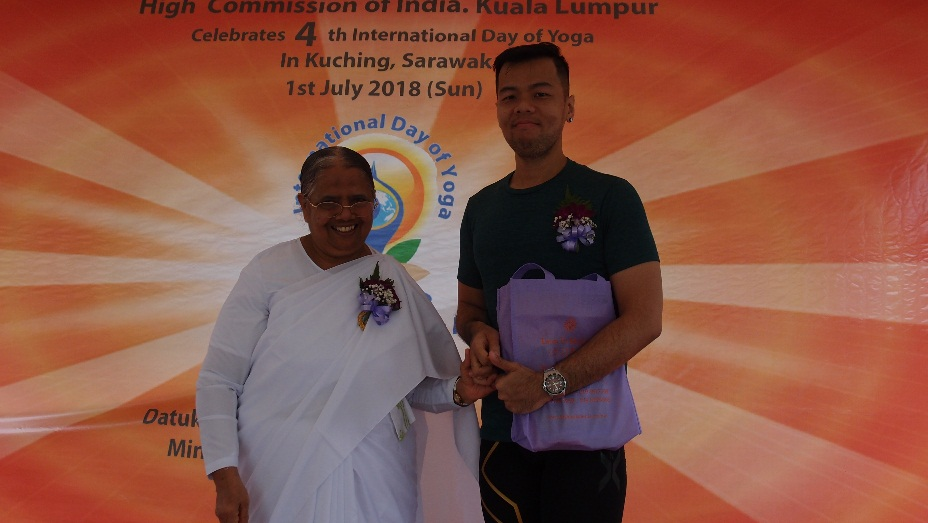 High Commission of India. Kuala Lumpur
Celebrates 4 th International Day of Yoga
In Kuching, Sarawak,
1st July 2018 (Sun)
International Day of Yoga
Datuk
Min